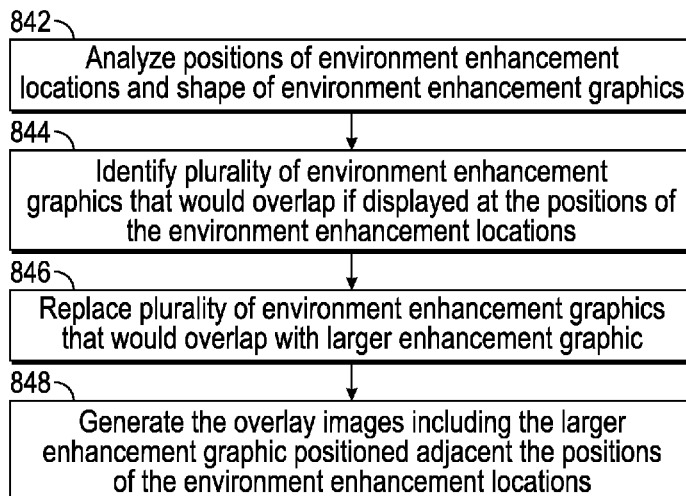 842
Analyze positions of environment enhancement
locations and shape of environment enhancement graphics
844
Identify plurality of environment enhancement
graphics that would overlap if displayed at the positions of
the environment enhancement locations
846
Replace plurality of environment enhancement graphics
that would overlap with larger enhancement graphic
848
Generate the overlay images including the larger
enhancement graphic positioned adjacent the positions
of the environment enhancement locations